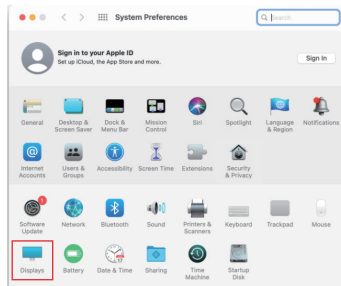 System Preferences
Search
Sign in to your Apple ID
Set up iCloud, the App Store and more.
Sign In
General
Desktop &
Screen Saver
Dock &
Menu Bar
Mission
Control
Siri
Spotlight
Language
& Region
Notifications
Internet
Accounts
Users &
Groups
Accessibility
Screen Time
Extensions
Security
& Privacy
Software
Update
Network
Bluetooth
Sound
Printers &
Scanners
Keyboard
Trackpad
Mouse
Displays
Battery
Date & Time
Sharing
Time
Machine
Startup
Disk